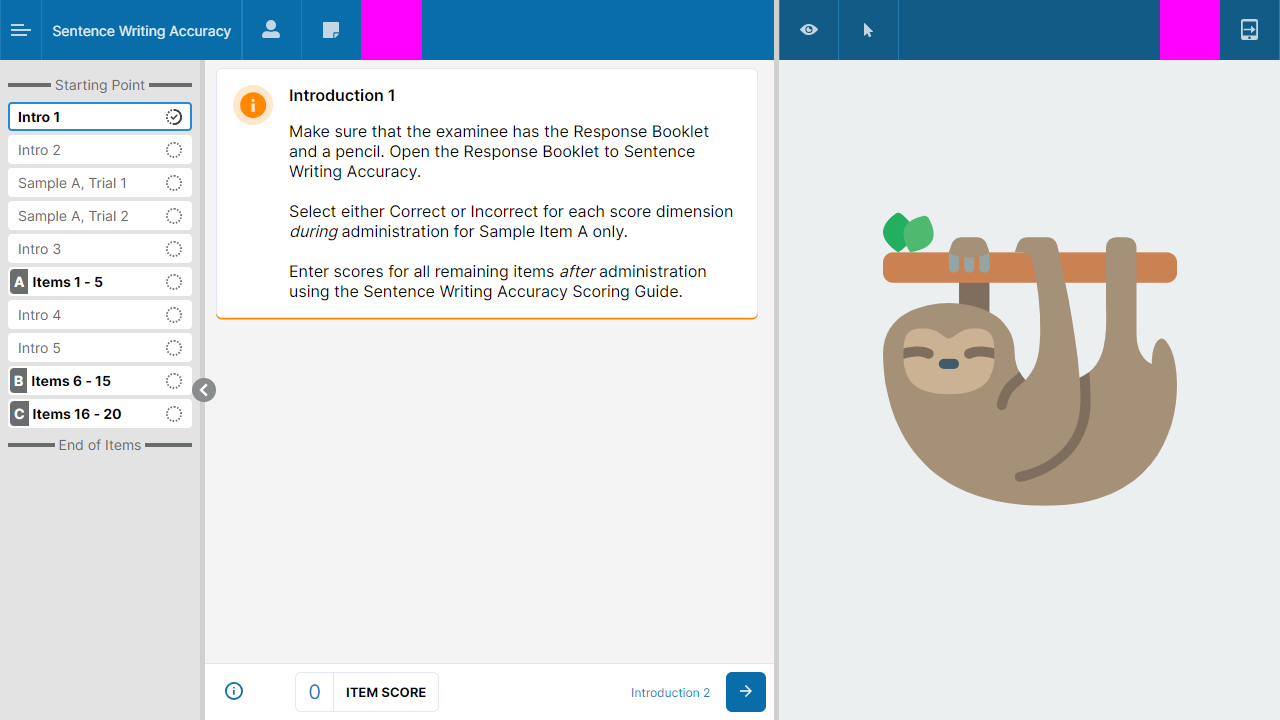 Sentence Writing Accuracy
Starting Point
Intro 1
Intro 2
Sample A, Trial 1
Sample A, Trial 2
Intro 3
A Items 1 - 5
Intro 4
Intro 5
B Items 6 - 15
C Items 16 - 20
End of Items
Introduction 1
Make sure that the examinee has the Response Booklet
and a pencil. Open the Response Booklet to Sentence
Writing Accuracy.
Select either Correct or Incorrect for each score dimension
during administration for Sample Item A only.
Enter scores for all remaining items after administration
using the Sentence Writing Accuracy Scoring Guide.
0 ITEM SCORE
Introduction 2